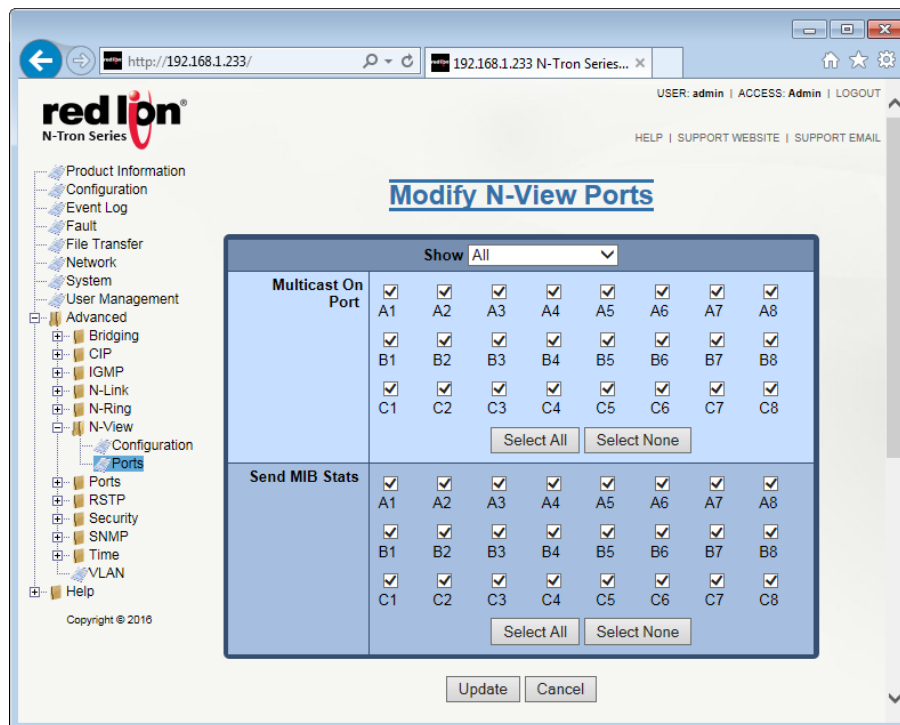 http://192.168.1.233/
192.168.1.233 N-Tron Series...
USER: admin | ACCESS: Admin | LOGOUT
red lion®
N-Tron Series
HELP | SUPPORT WEBSITE | SUPPORT EMAIL
Product Information
Configuration
Event Log
Fault
File Transfer
Network
System
User Management
Advanced
Bridging
CIP
IGMP
N-Link
N-Ring
N-View
Configuration
Ports
Ports
RSTP
Security
SNMP
Time
VLAN
Help
Copyright © 2016
Modify N-View Ports
Show All
Multicast On
Port
A1 A2 A3 A4 A5 A6 A7 A8
B1 B2 B3 B4 B5 B6 B7 B8
C1 C2 C3 C4 C5 C6 C7 C8
Select All Select None
Send MIB Stats
A1 A2 A3 A4 A5 A6 A7 A8
B1 B2 B3 B4 B5 B6 B7 B8
C1 C2 C3 C4 C5 C6 C7 C8
Select All Select None
Update Cancel